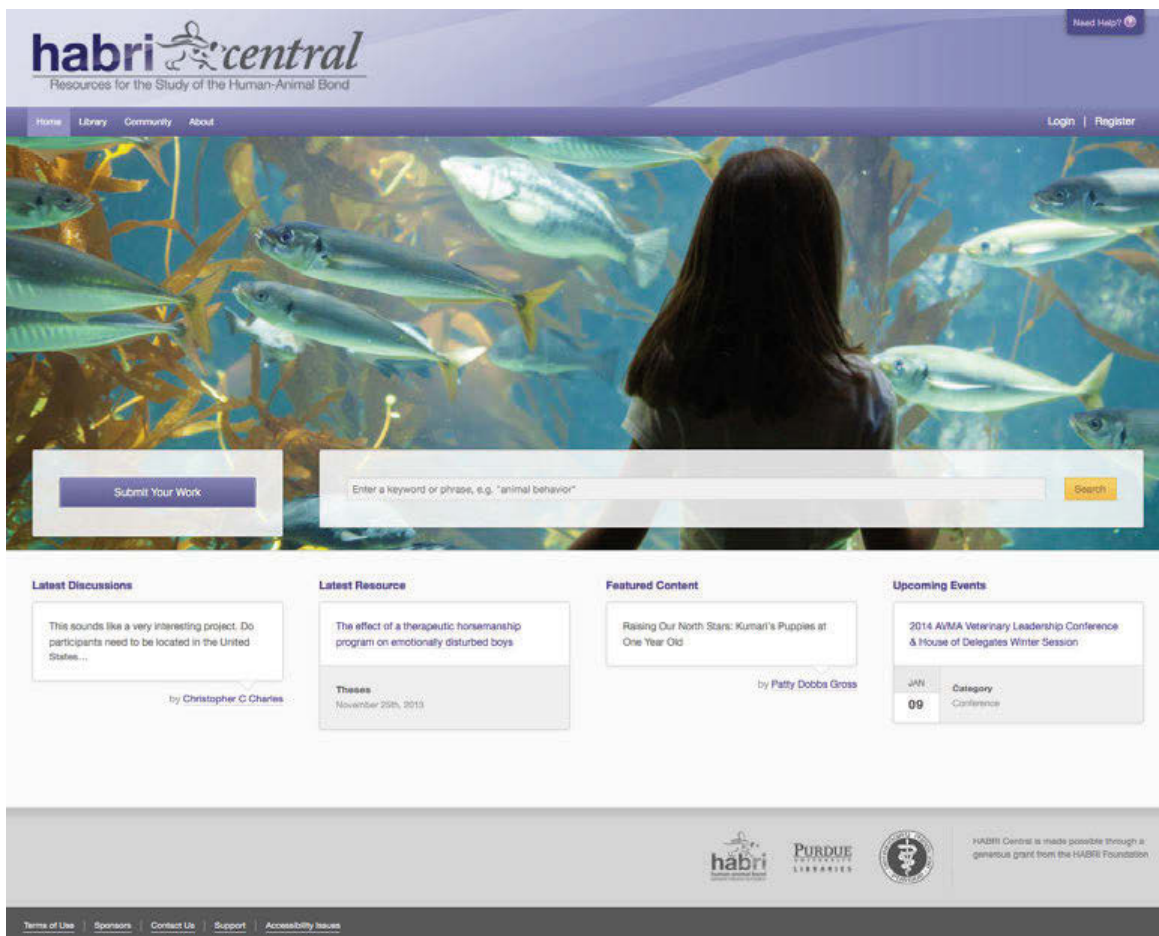 Need Help?
habri central
Resources for the Study of the Human-Animal Bond
Home Library Community About
Login | Register
Submit Your Work
Enter a keyword or phrase, e.g. "animal behavior"
Search
Latest Discussions
This sounds like a very interesting project. Do
participants need to be located in the United
States...
by Christopher C Charles
Latest Resource
The effect of a therapeutic horsemanship
program on emotionally disturbed boys
Theses
November 25th, 2013
Featured Content
Raising Our North Stars: Kumari's Puppies at
One Year Old
by Patty Dobbs Gross
Upcoming Events
2014 AVMA Veterinary Leadership Conference
& House of Delegates Winter Session
JAN
09
Category
Conference
habri
PURDUE
UNIVERSITY
LIBRARIES
HABRI Central is made possible through a
generous grant from the HABRI Foundation
Terms of Use | Sponsors | Contact Us | Support | Accessibility Issues